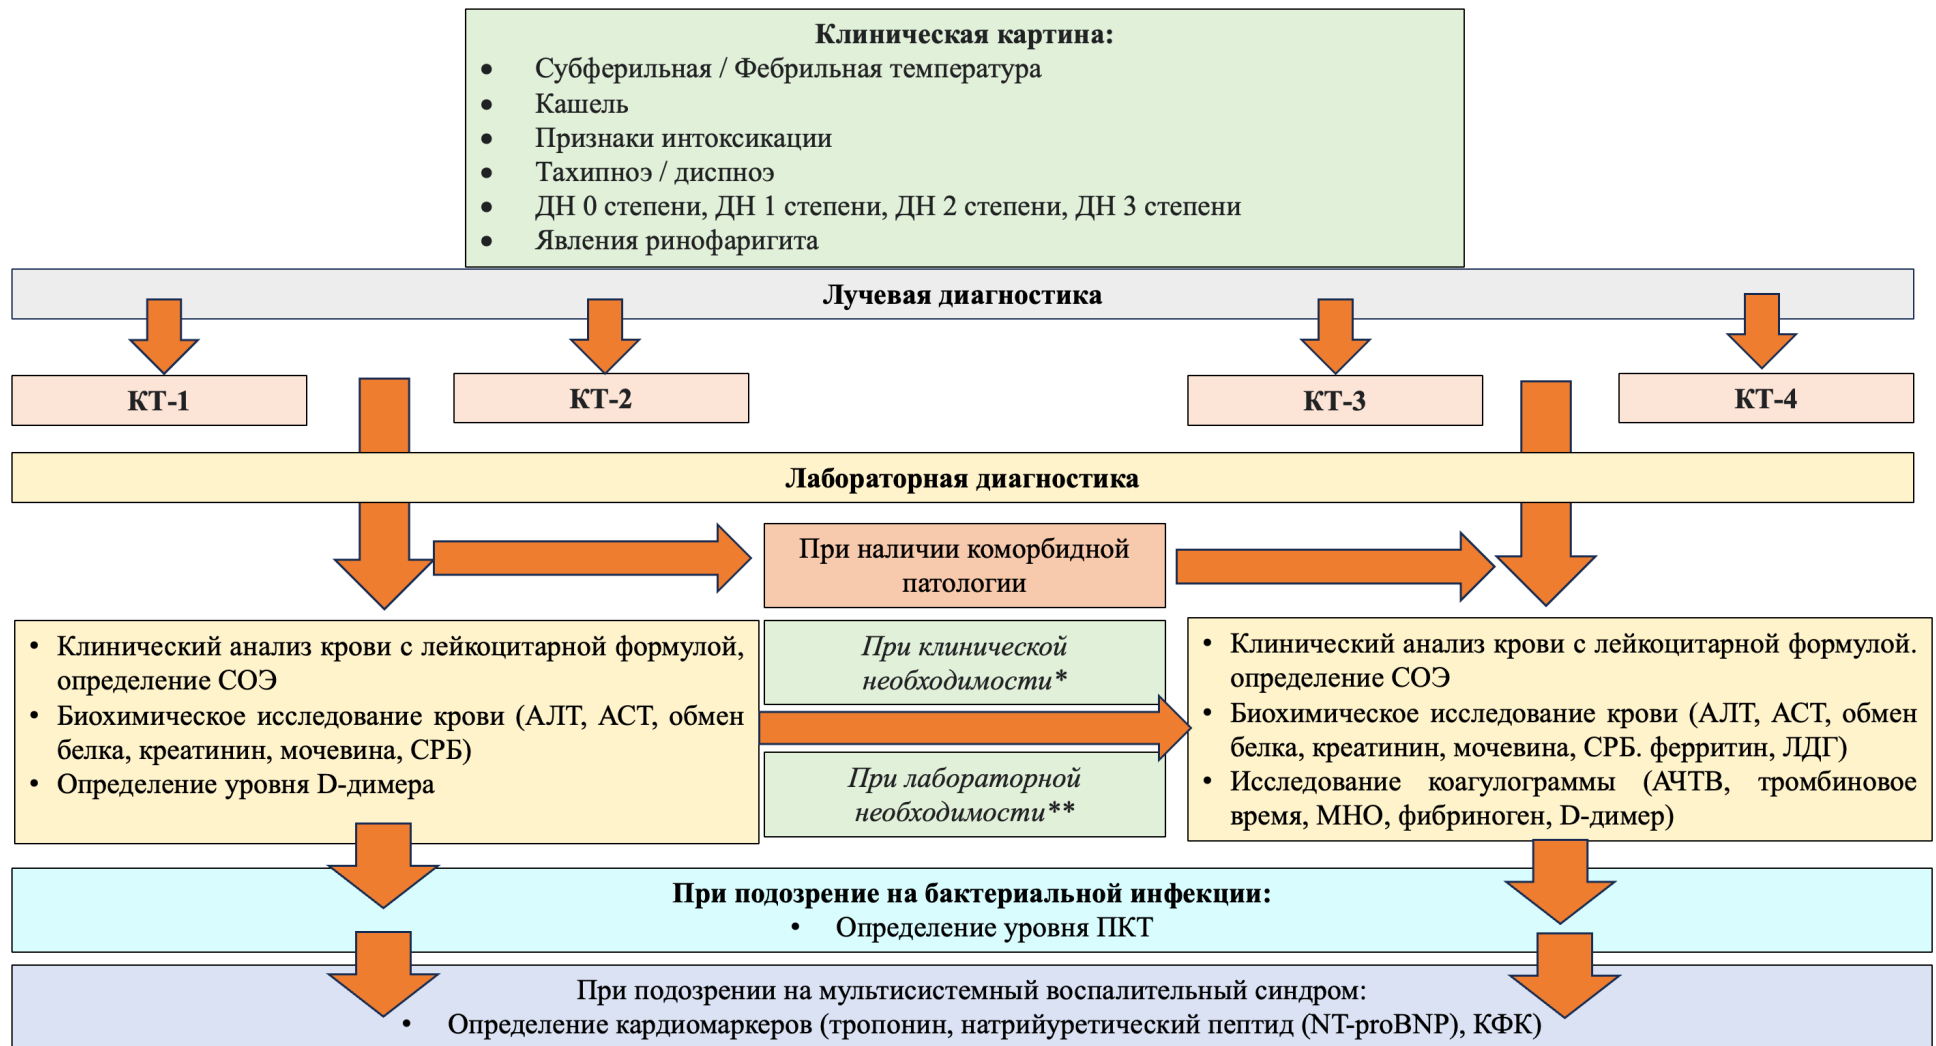 Клиническая картина:
• Субферильная / Фебрильная температура
• Кашель
• Признаки интоксикации
• Тахипноэ / диспноэ
• ДН 0 степени, ДН 1 степени, ДН 2 степени, ДН 3 степени
• Явления ринофаригита
Лучевая диагностика
КТ-1
КТ-2
КТ-3
КТ-4
Лабораторная диагностика
При наличии коморбидной
патологии
• Клинический анализ крови с лейкоцитарной формулой,
определение СОЭ
• Биохимическое исследование крови (АЛТ, АСТ, обмен
белка, креатинин, мочевина, СРБ)
• Определение уровня D-димера
При клинической
необходимости*
При лабораторной
необходимости**
• Клинический анализ крови с лейкоцитарной формулой.
определение СОЭ
• Биохимическое исследование крови (АЛТ, АСТ, обмен
белка, креатинин, мочевина, СРБ. ферритин, ЛДГ)
• Исследование коагулограммы (АЧТВ, тромбиновое
время, МНО, фибриноген, D-димер)
При подозрение на бактериальной инфекции:
• Определение уровня ПКТ
При подозрении на мультисистемный воспалительный синдром:
• Определение кардиомаркеров (тропонин, натрийуретический пептид (NT-proBNP), КФК)